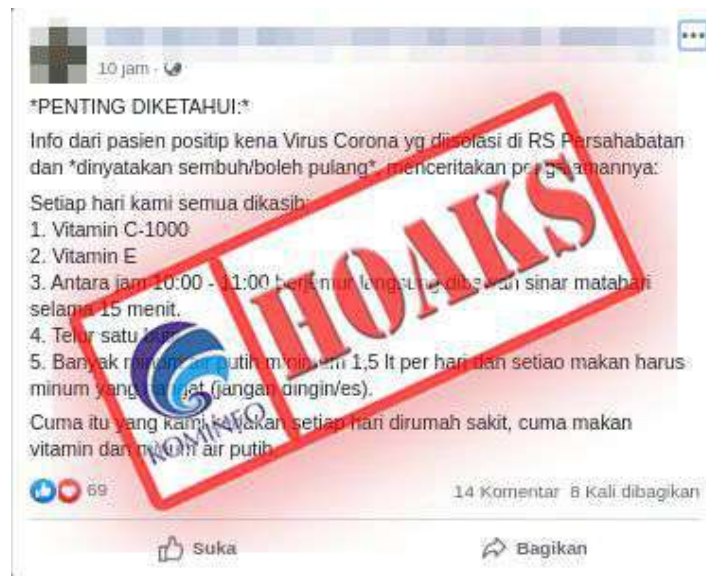 10 jam
*PENTING DIKETAHUI:*
Info dari pasien positip kena Virus Corona yg diisolasi di RS Persahabatan
dan *dinyatakan sembuh/boleh pulang*, menceritakan pengalamannya:
Setiap hari kami semua dikasih:
1. Vitamin C-1000
2. Vitamin E
3. Antara jam 10:00 - 11:00 berjemur langsung dibawah sinar matahari
selama 15 menit.
4. Telur satu
5. Banyak minum air putih minimum 1,5 lt per hari dan setiao makan harus
minum yang hangat (jangan dingin/es).
Cuma itu yang kami setiap hari dirumah sakit, cuma makan
vitamin dan minum air putih.
HOAKS
KOMINFO
69
14 Komentar 8 Kali dibagikan
Suka
Bagikan